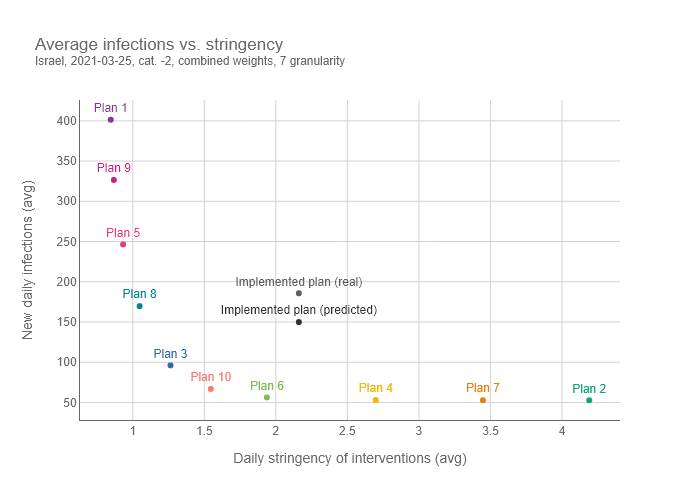 Average infections vs. stringency
Israel, 2021-03-25, cat. -2, combined weights, 7 granularity
Plan 1
400
Plan 9
350
300
Plan 5
250
New daily infections (avg)
Implemented plan (real)
200
Plan 8
Implemented plan (predicted)
150
Plan 3
100
Plan 10
Plan 6
Plan 4
Plan 7
Plan 2
50
1
1.5
2
2.5
3
3.5
4
Daily stringency of interventions (avg)